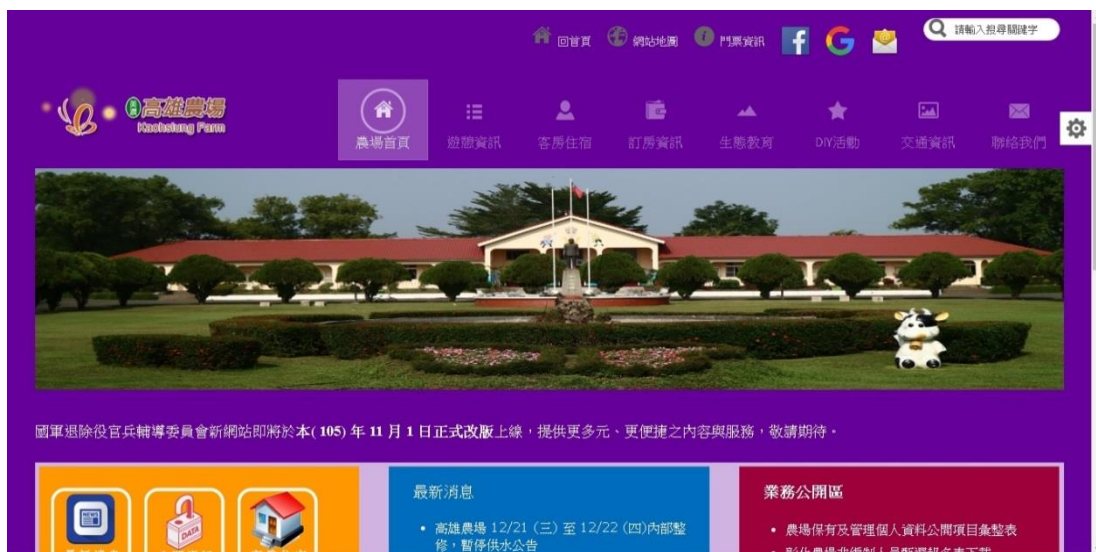 回首頁 網站地圖 門票資訊 請輸入搜尋關鍵字
高雄農場
Kaohsiung Farm
農場首頁 遊憩資訊 客房住宿 訂房資訊 生態教育 DIY活動 交通資訊 聯絡我們
國軍退除役官兵輔導委員會新網站即將於本( 105) 年 11 月 1 日正式改版上線，提供更多元、更便捷之內容與服務，敬請期待。
NEWS
DATA
最新消息
高雄農場 12/21 (三) 至 12/22 (四)內部整
修，暫停供水公告
業務公開區
農場保有及管理個人資料公開項目彙整表